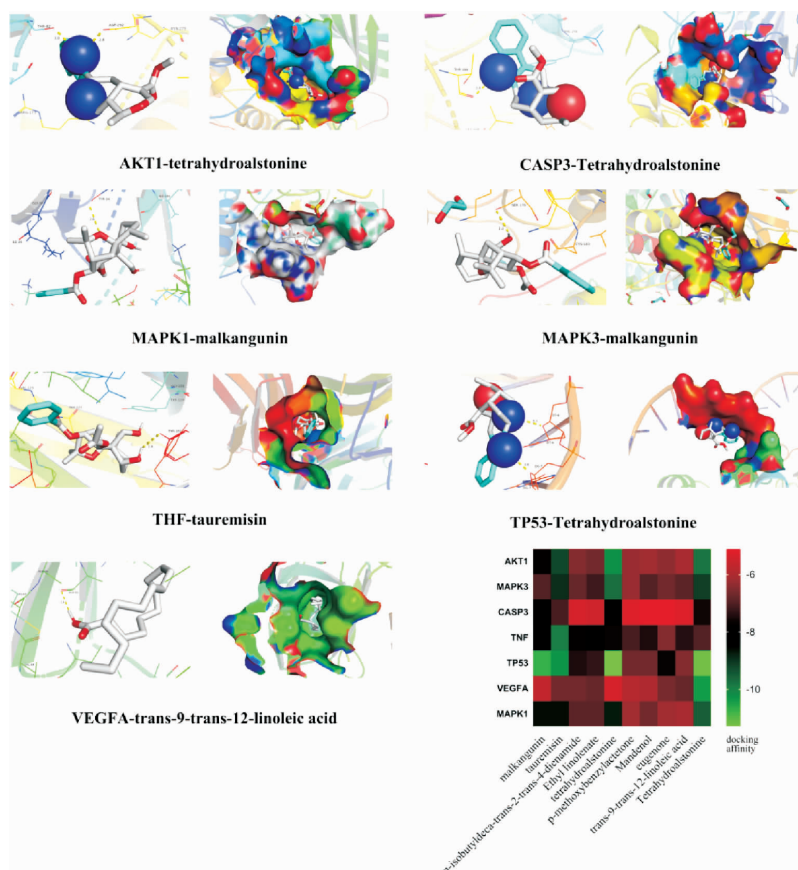 AKT1-tetrahydroalstonine
CASP3-Tetrahydroalstonine
MAPK1-malkangunin
MAPK3-malkangunin
THF-tauremisin
TP53-Tetrahydroalstonine
VEGFA-trans-9-trans-12-linoleic acid
AKT1
MAPK3
CASP3
TNF
TP53
VEGFA
MAPK1
-6
-8
-10
docking
affinity
malkangunin
tauremisin
-isobutyldeca-trans-2-trans-4-dienamide
Ethyl linolenate
tetrahydroalstonine
p-methoxybenzylactetone
Mandenol
eugenone
trans-9-trans-12-linoleic acid
Tetrahydroalstonine